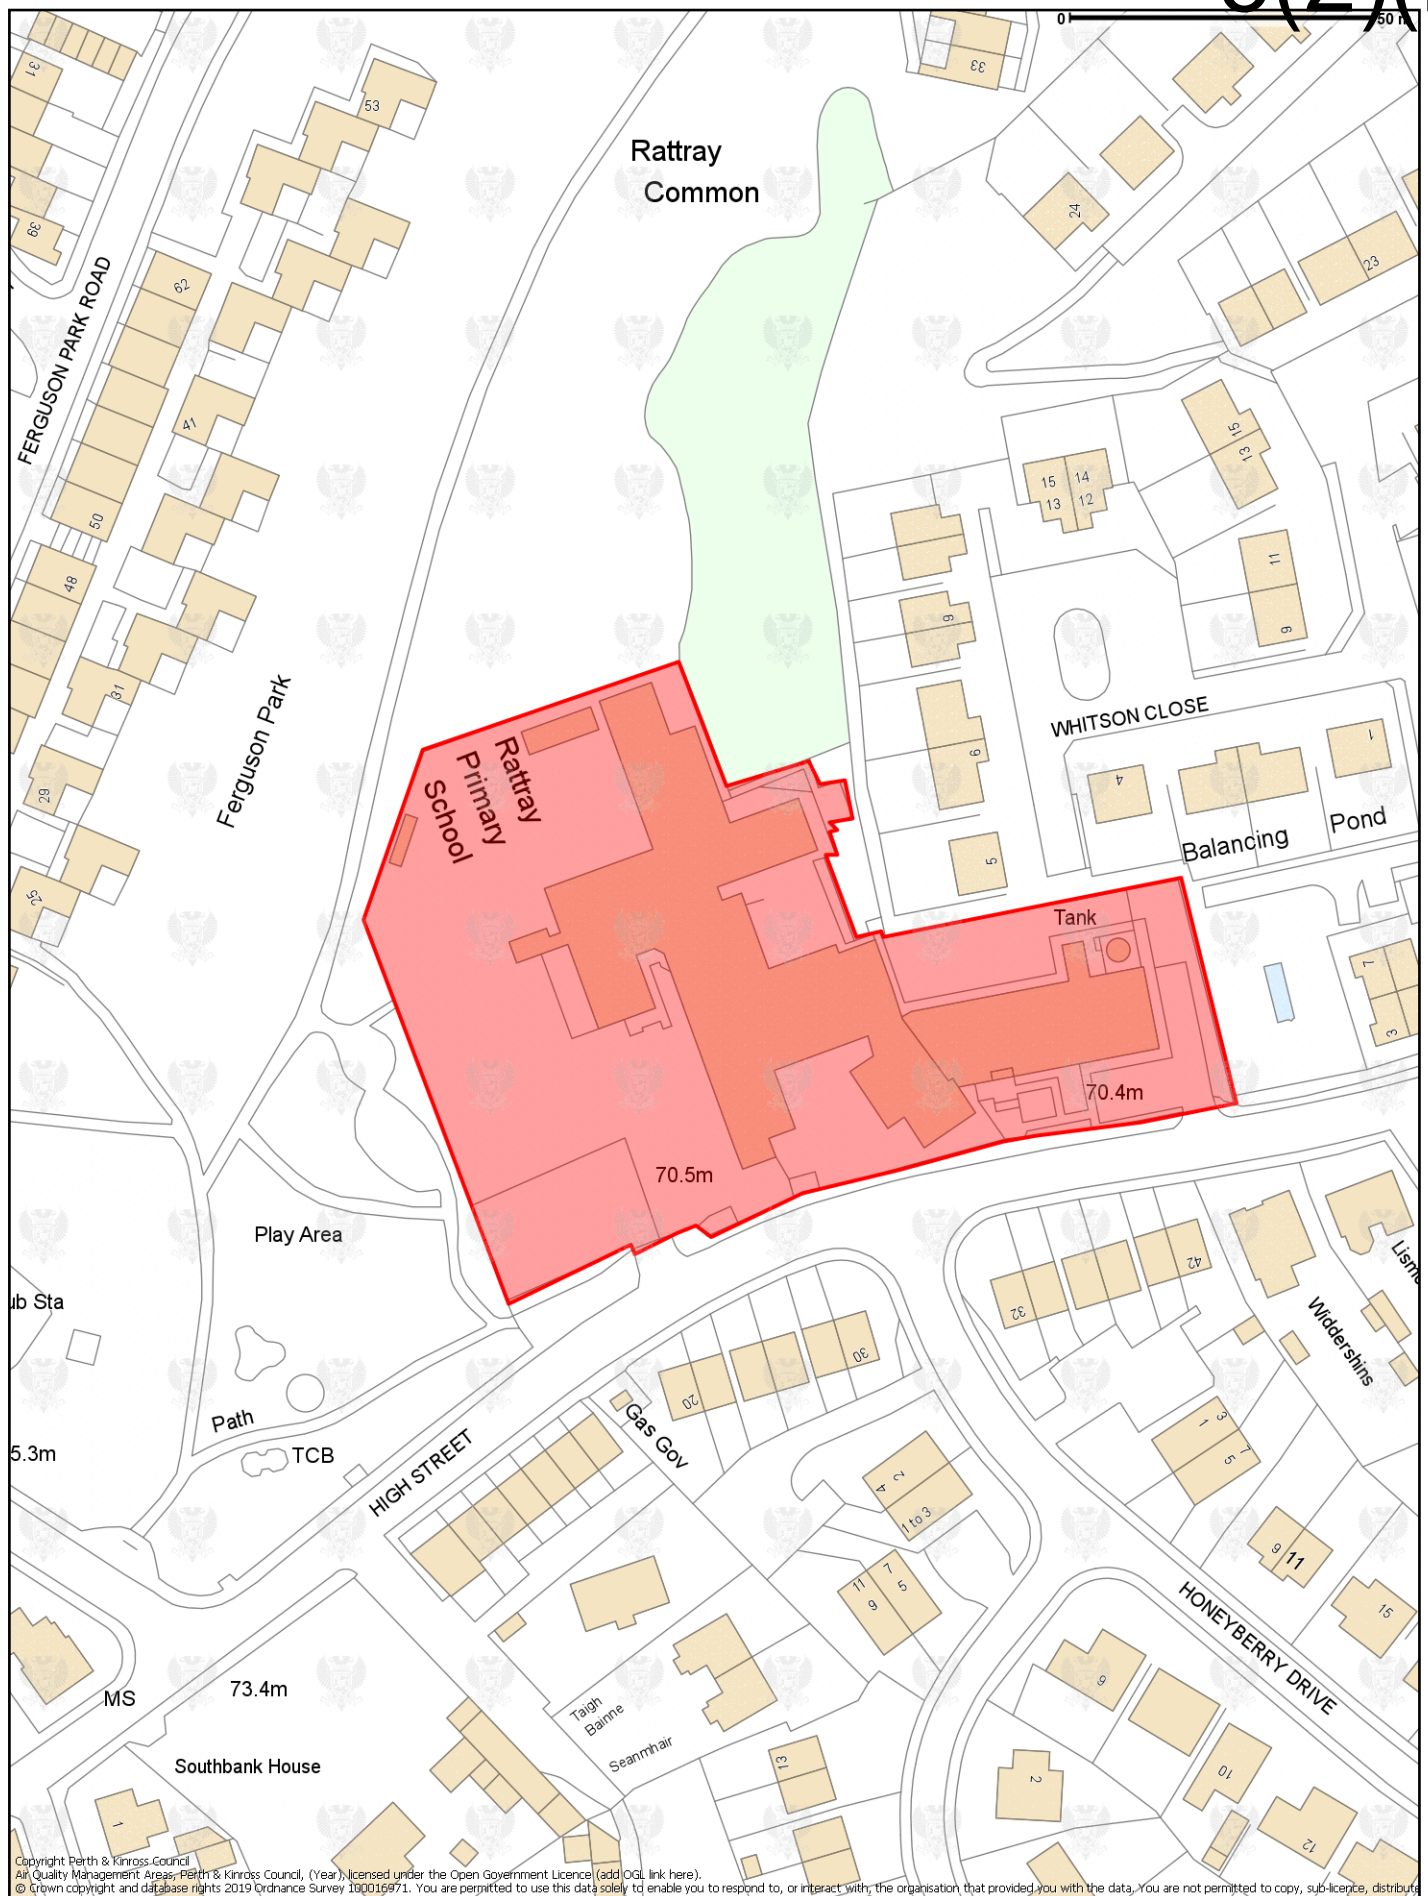 0
50 m
33
31
53
Rattray
Common
24
39
23
62
FERGUSON PARK ROAD
41
15
13
15
14
13
12
50
11
9
48
9
31
Ferguson Park
WHITSON CLOSE
6
1
4
29
Rattray
Primary
School
Balancing
Pond
5
25
Tank
7
3
70.4m
70.5m
Play Area
ub Sta
32
42
Lism
Widdershins
30
20
Path
Gas Gov
5.3m
TCB
HIGH STREET
1
3
5
7
2
4
1 to 3
9
11
11
7
9
5
15
HONEYBERRY DRIVE
9
MS
73.4m
Taigh
Bainne
Seanmhair
Southbank House
13
2
10
1
12
Copyright Perth & Kinross Council
Air Quality Management Areas, Perth & Kinross Council, (Year), licensed under the Open Government Licence (add OGL link here).
© Crown copyright and database rights 2019 Ordnance Survey 100016971. You are permitted to use this data solely to enable you to respond to, or interact with, the organisation that provided you with the data. You are not permitted to copy, sub-licence, distribute